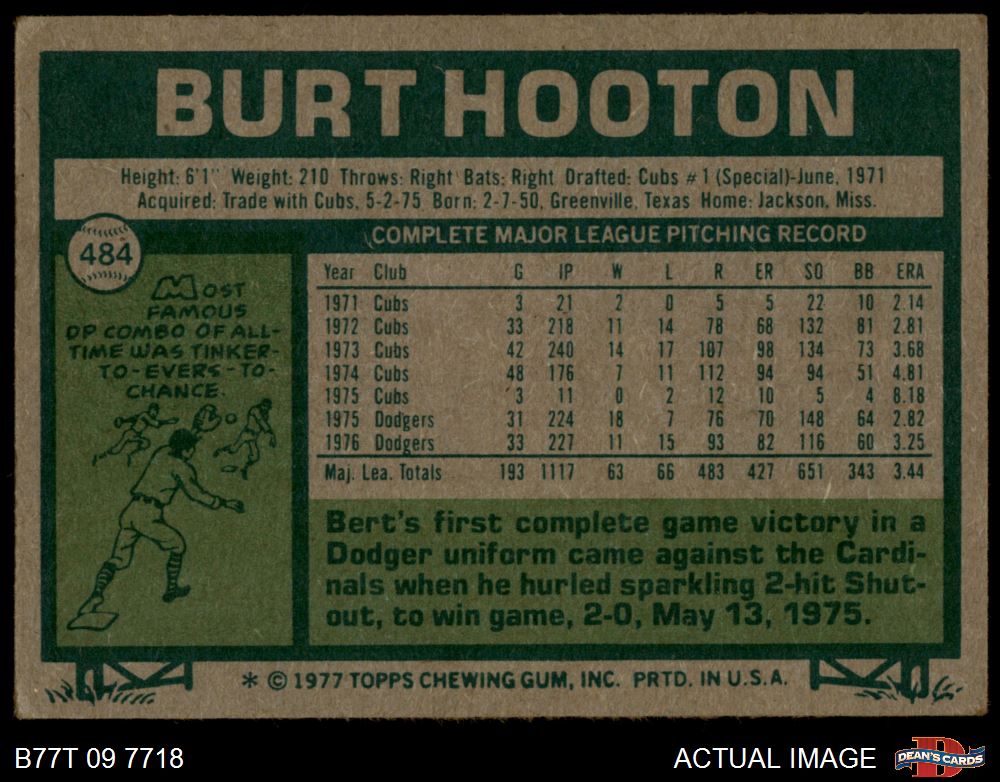 BURT HOOTON
Height: 6'1" Weight: 210 Throws: Right Bats: Right Drafted: Cubs #1 (Special)-June, 1971
Acquired: Trade with Cubs, 5-2-75 Born: 2-7-50, Greenville, Texas Home: Jackson, Miss.
484
MOST
FAMOUS
DP COMBO OF ALL-
TIME WAS TINKER-
TO-EVERS-TO-
CHANCE.
COMPLETE MAJOR LEAGUE PITCHING RECORD
Year Club G IP W L R ER SO BB ERA
1971 Cubs 3 21 2 0 5 5 22 10 2.14
1972 Cubs 33 218 11 14 78 68 132 81 2.81
1973 Cubs 42 240 14 17 107 98 134 73 3.68
1974 Cubs 48 176 7 11 112 94 94 51 4.81
1975 Cubs 3 11 0 2 12 10 5 4 8.18
1975 Dodgers 31 224 18 7 76 70 148 64 2.82
1976 Dodgers 33 227 11 15 93 82 116 60 3.25
Maj. Lea. Totals 193 1117 63 66 483 427 651 343 3.44
Bert's first complete game victory in a
Dodger uniform came against the Cardi-
nals when he hurled sparkling 2-hit Shut-
out, to win game, 2-0, May 13, 1975.
* © 1977 TOPPS CHEWING GUM, INC. PRTD. IN U.S.A.
B77T 09 7718
ACTUAL IMAGE
D
DEAN'S CARDS